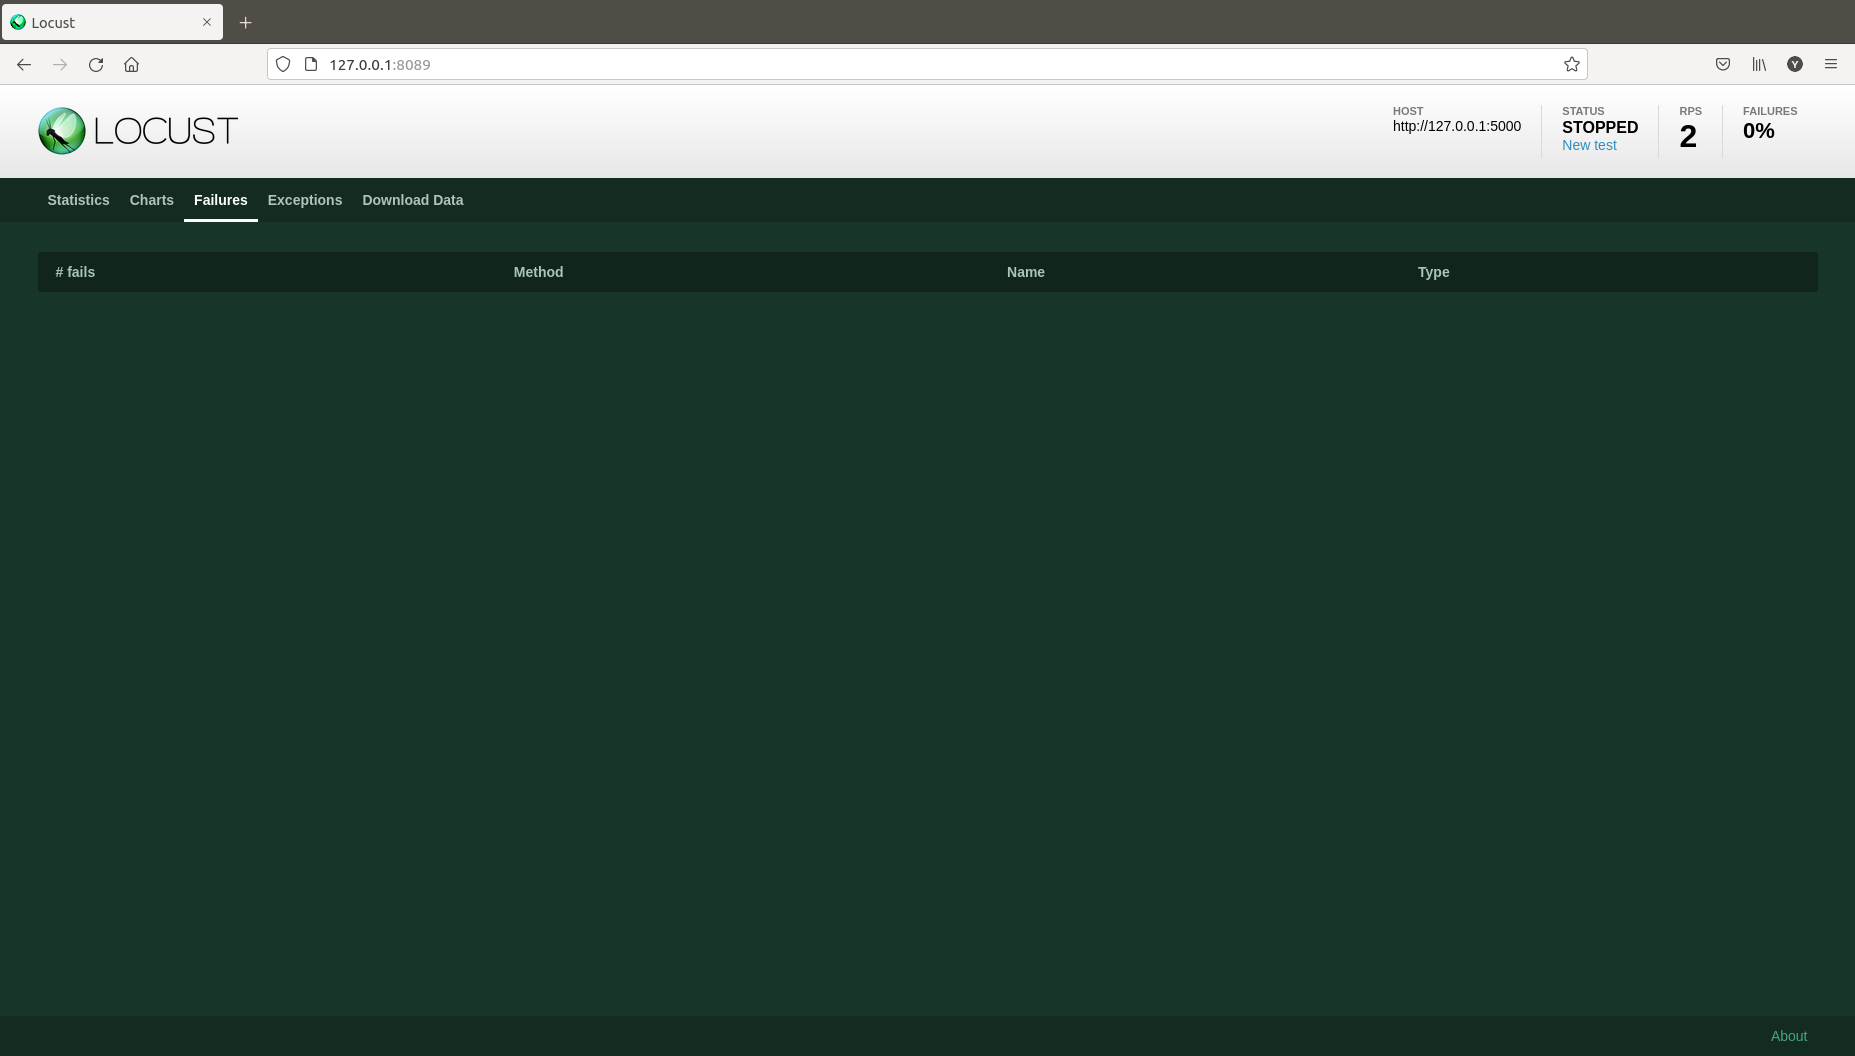 Locust
127.0.0.1:8089
LOCUST
HOST
http://127.0.0.1:5000
STATUS
STOPPED
New test
RPS
2
FAILURES
0%
Statistics Charts Failures Exceptions Download Data
# fails Method Name Type
About